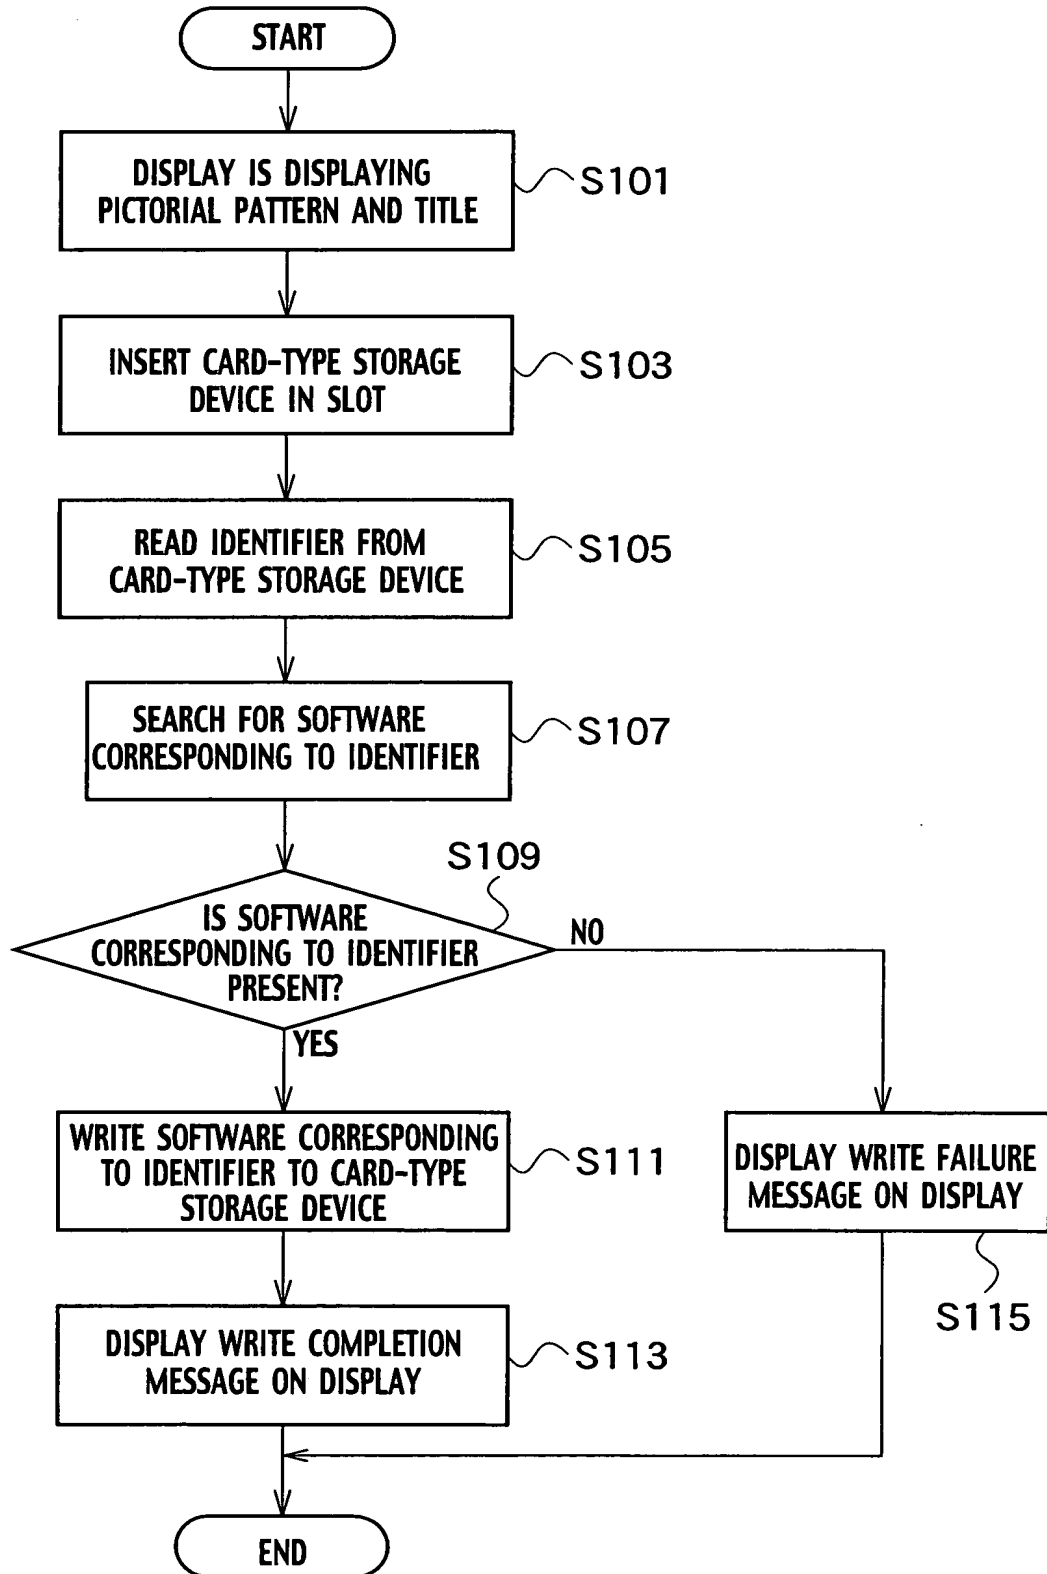 START
DISPLAY IS DISPLAYING
PICTORIAL PATTERN AND TITLE
S101
INSERT CARD-TYPE STORAGE
DEVICE IN SLOT
S103
READ IDENTIFIER FROM
CARD-TYPE STORAGE DEVICE
S105
SEARCH FOR SOFTWARE
CORRESPONDING TO IDENTIFIER
S107
S109
IS SOFTWARE
CORRESPONDING TO IDENTIFIER
PRESENT?
NO
YES
WRITE SOFTWARE CORRESPONDING
TO IDENTIFIER TO CARD-TYPE
STORAGE DEVICE
S111
DISPLAY WRITE FAILURE
MESSAGE ON DISPLAY
S115
DISPLAY WRITE COMPLETION
MESSAGE ON DISPLAY
S113
END